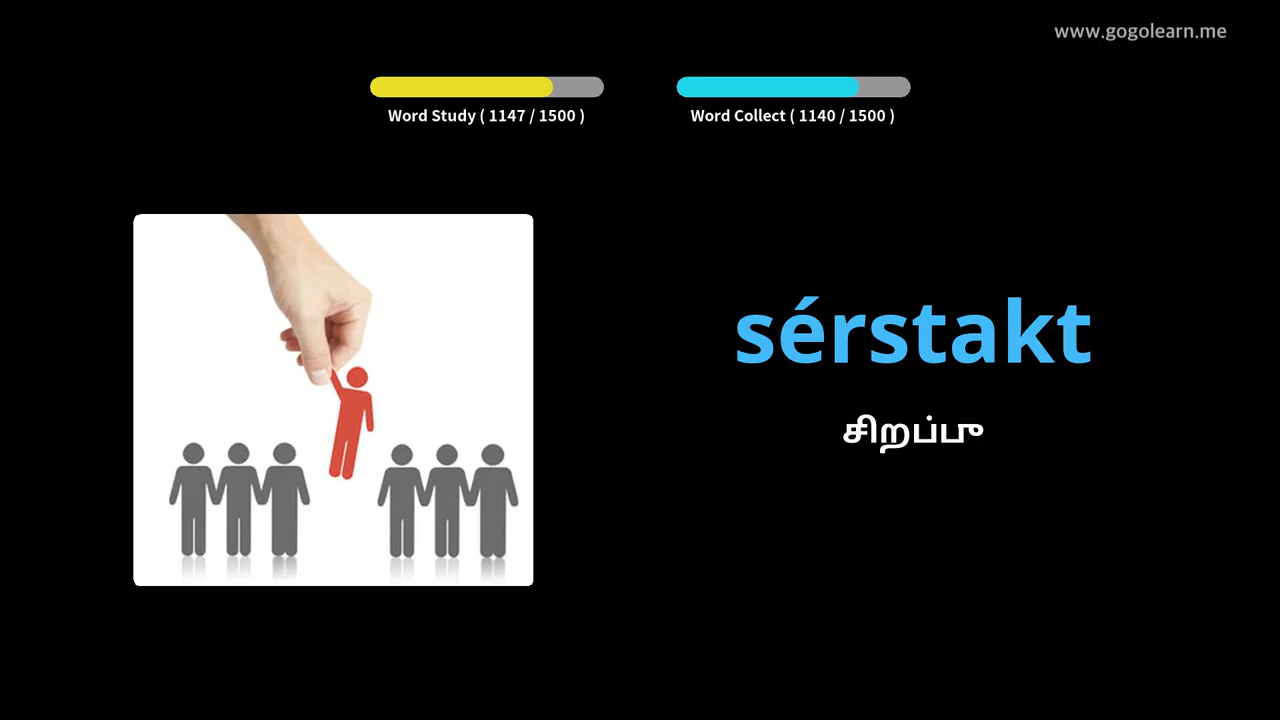 www.gogolearn.me
Word Study ( 1147 / 1500 )
Word Collect ( 1140 / 1500 )
sérstakt
சிறப்பு